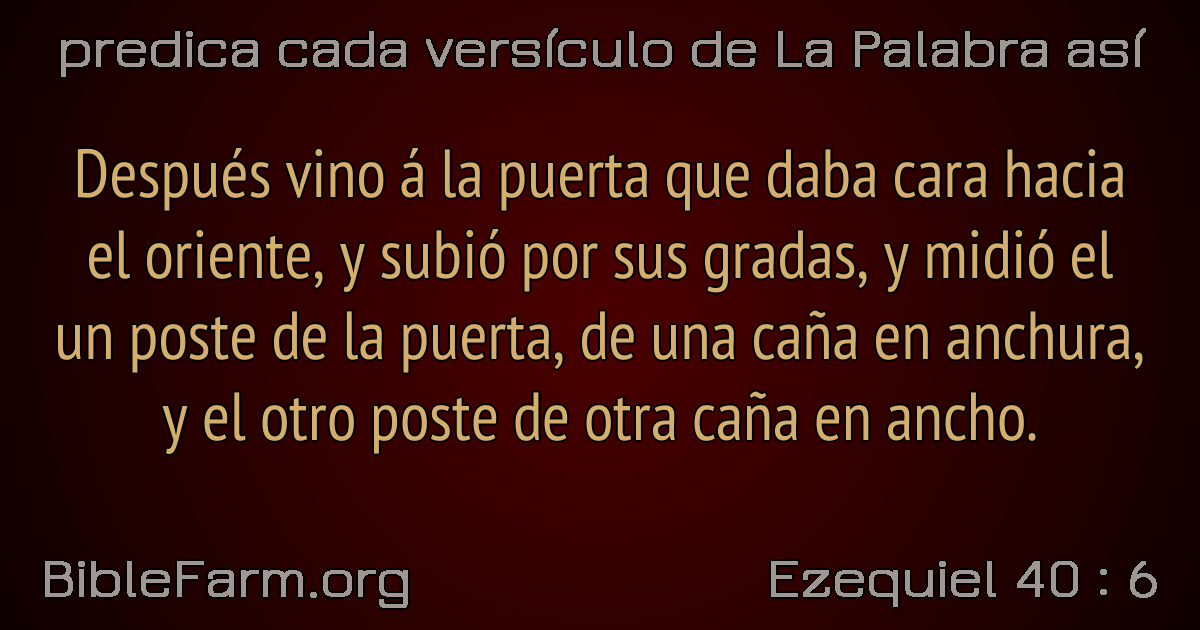 predica cada versículo de La Palabra así
Después vino á la puerta que daba cara hacia
el oriente, y subió por sus gradas, y midió el
un poste de la puerta, de una caña en anchura,
y el otro poste de otra caña en ancho.
BibleFarm.org
Ezequiel 40 : 6